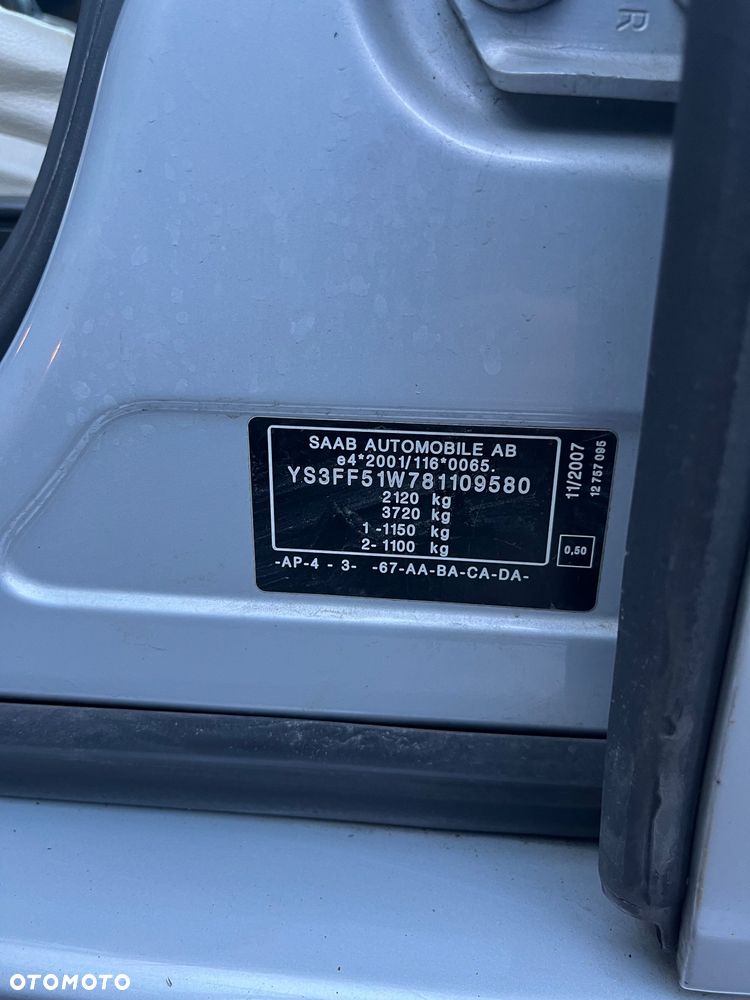 R
SAAB AUTOMOBILE AB
e4*2001/116*0065.
YS3FF51W781109580
2120 kg
3720 kg
1 -1150 kg
2- 1100 kg
-AP-4 - 3- -67-AA-BA-CA-DA-
11/2007
12 757 095
0,50
OTOMOTO